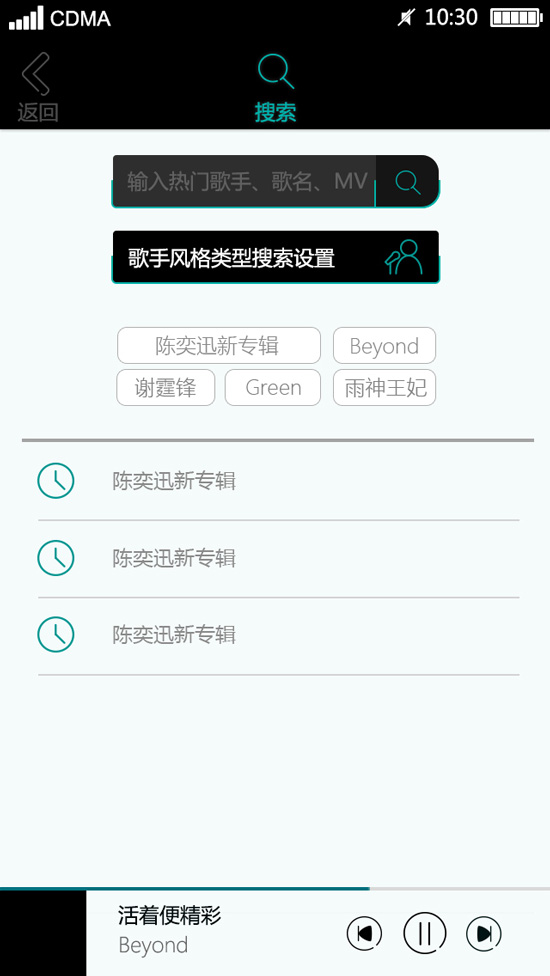 CDMA 10:30
返回
搜索
输入热门歌手、歌名、MV
歌手风格类型搜索设置
陈奕迅新专辑 Beyond
谢霆锋 Green 雨神王妃
陈奕迅新专辑
陈奕迅新专辑
陈奕迅新专辑
活着便精彩
Beyond